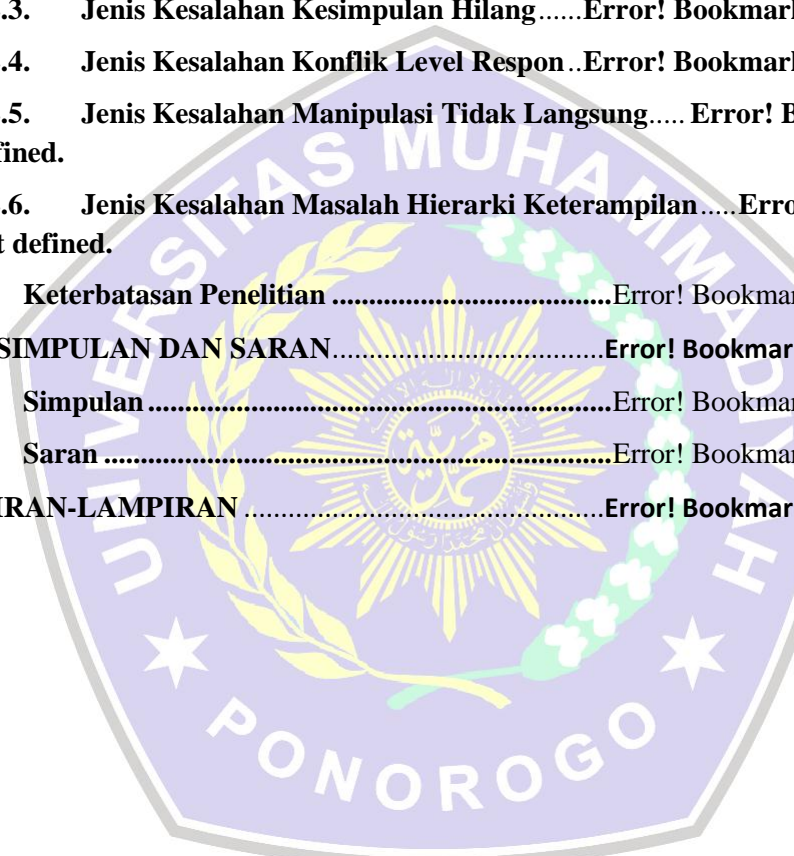 .3. Jenis Kesalahan Kesimpulan Hilang......Error! Bookmark
.4. Jenis Kesalahan Konflik Level Respon..Error! Bookmark
.5. Jenis Kesalahan Manipulasi Tidak Langsung..... Error! B
fined.
.6. Jenis Kesalahan Masalah Hierarki Keterampilan.....Erro
t defined.
Keterbatasan Penelitian ......................................Error! Bookmar
SIMPULAN DAN SARAN.....................................Error! Bookmar
Simpulan ...............................................................Error! Bookmar
Saran .....................................................................Error! Bookmar
IRAN-LAMPIRAN .................................................Error! Bookmar
UNIVERSITAS MUHAMMADIYAH
PONOROGO